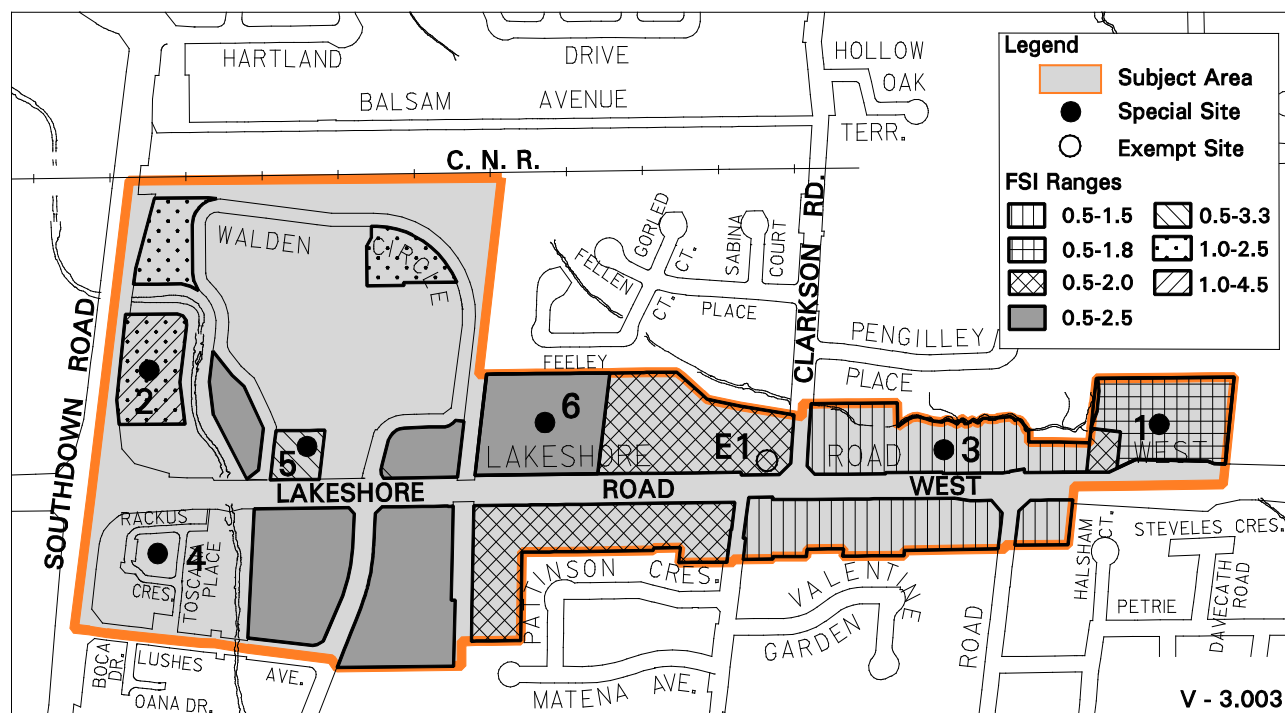 HARTLAND DRIVE
HOLLOW
OAK
TERR.
BALSAM AVENUE
C. N. R.
Legend
Subject Area
Special Site
Exempt Site
FSI Ranges
0.5-1.5
0.5-3.3
0.5-1.8
1.0-2.5
0.5-2.0
1.0-4.5
0.5-2.5
WALDEN
CIRCLE
GORLED
CT.
SABINA
COURT
FELLEN
CT.
PLACE
CLARKSON RD.
PENGILLEY
PLACE
FEELEY
SOUTHDOWN ROAD
2
5
6
E1
3
1
4
LAKESHORE ROAD WEST
LAKESHORE ROAD WEST
RACKUS
CRES.
TOSCANA
PLACE
PATTINSON CRES.
VALENTINE
GARDEN
ROAD
HALSHAM
CT.
STEVELES CRES.
PETRIE
DAVECATH
ROAD
BOCA
DR.
LUSHES
AVE.
OANA DR.
MATENA AVE.
V - 3.003